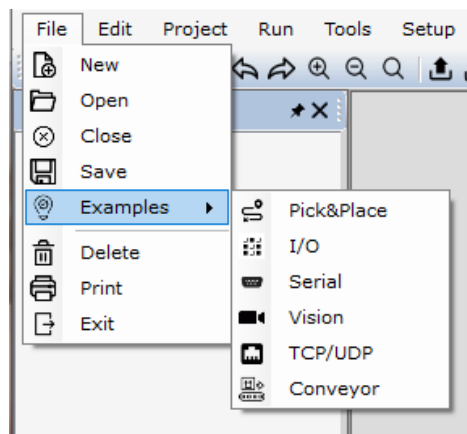 File Edit Project Run Tools Setup
New
Open
Close
Save
Examples
Pick&Place
I/O
Serial
Vision
TCP/UDP
Conveyor
Delete
Print
Exit